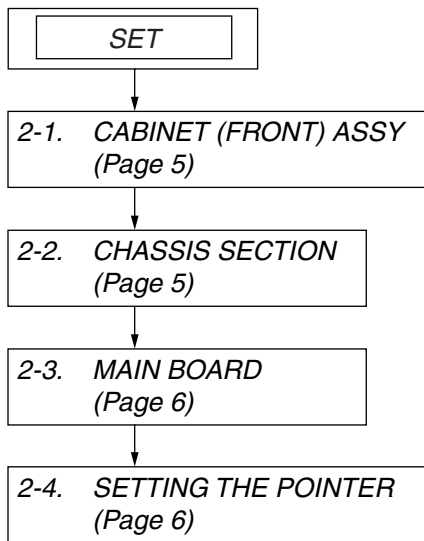 SET
2-1. CABINET (FRONT) ASSY
(Page 5)
2-2. CHASSIS SECTION
(Page 5)
2-3. MAIN BOARD
(Page 6)
2-4. SETTING THE POINTER
(Page 6)